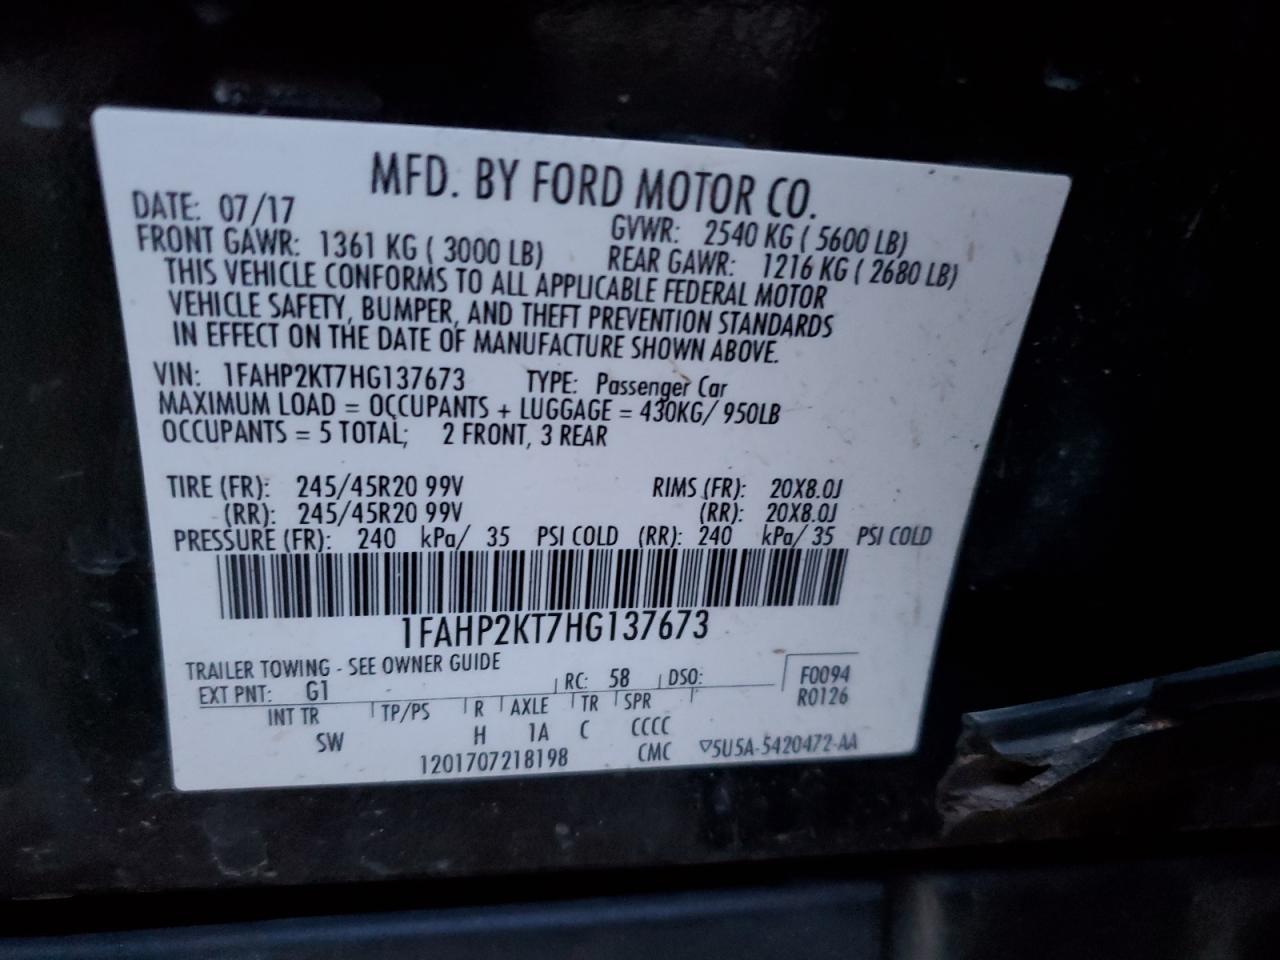 MFD. BY FORD MOTOR CO.
DATE: 07/17 GVWR: 2540 KG ( 5600 LB)
FRONT GAWR: 1361 KG ( 3000 LB) REAR GAWR: 1216 KG ( 2680 LB)
THIS VEHICLE CONFORMS TO ALL APPLICABLE FEDERAL MOTOR
VEHICLE SAFETY, BUMPER, AND THEFT PREVENTION STANDARDS
IN EFFECT ON THE DATE OF MANUFACTURE SHOWN ABOVE.
VIN: 1FAHP2KT7HG137673 TYPE: Passenger Car
MAXIMUM LOAD = OCCUPANTS + LUGGAGE = 430KG/ 950LB
OCCUPANTS = 5 TOTAL; 2 FRONT, 3 REAR
TIRE (FR): 245/45R20 99V RIMS (FR): 20X8.0J
(RR): 245/45R20 99V (RR): 20X8.0J
PRESSURE (FR): 240 kPa/ 35 PSI COLD (RR): 240 kPa/ 35 PSI COLD
1FAHP2KT7HG137673
TRAILER TOWING - SEE OWNER GUIDE
EXT PNT: G1 RC: 58 DSO: F0094
R0126
INT TR TP/PS R AXLE TR SPR
SW H 1A C CCCC
1201707218198 CMC ▽5U5A-5420472-AA